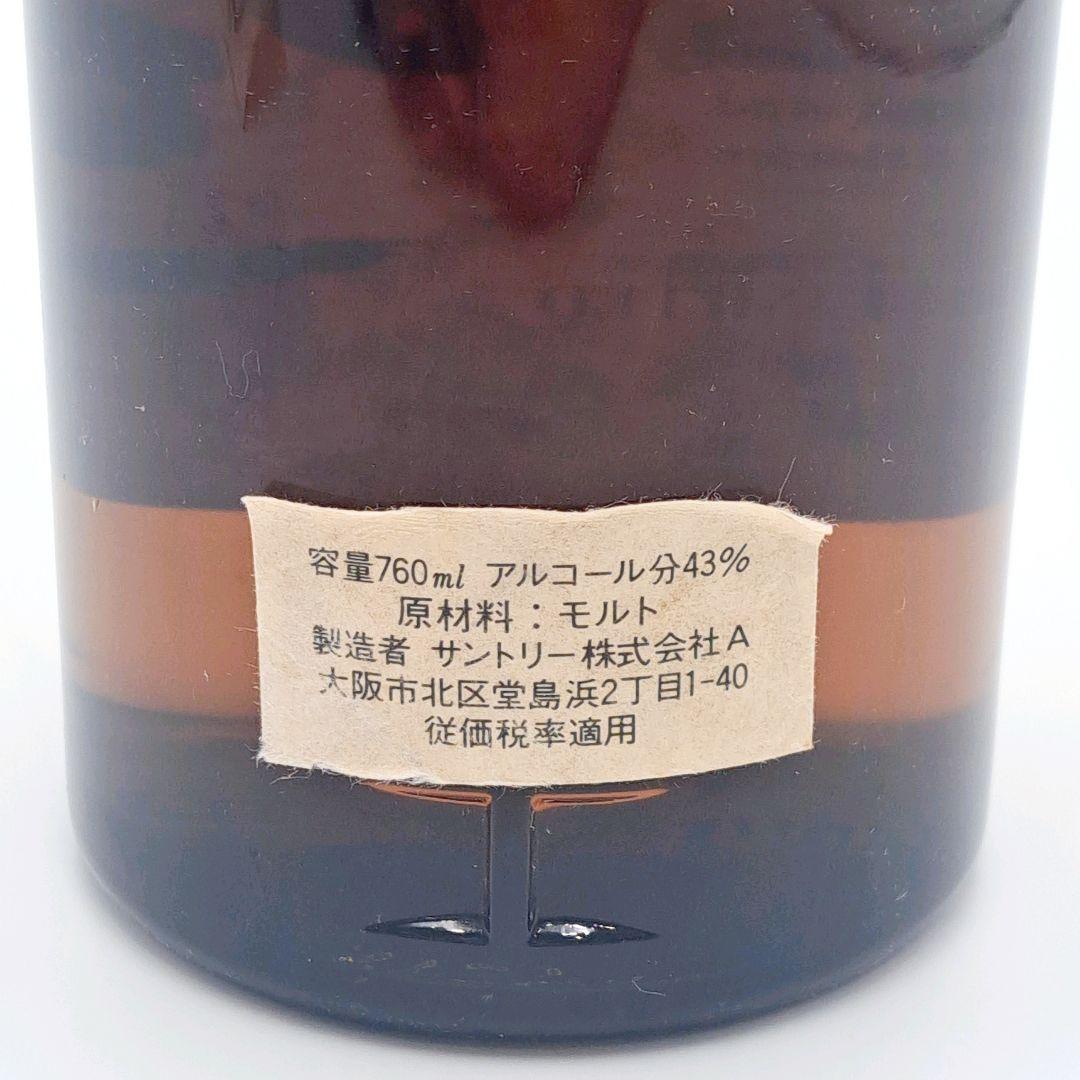 容量760ml アルコール分43%
原材料：モルト
製造者 サントリー株式会社A
大阪市北区堂島浜2丁目1-40
従価税率適用